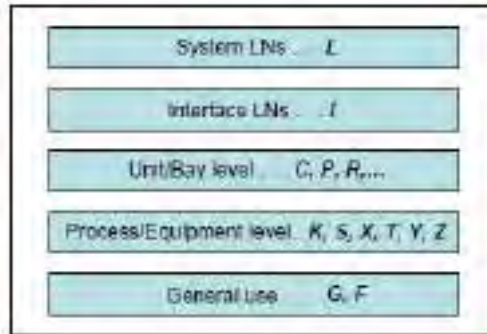 System LNs L
Interface LNs I
Unit/Bay level C, P, R,...
Process/Equipment level K, S, X, T, Y, Z
General use G, F